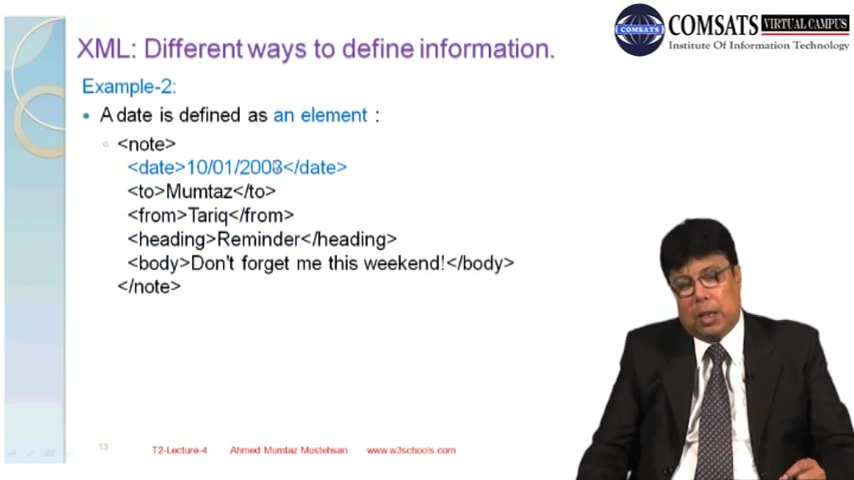 XML: Different ways to define information.
COMSATS VIRTUAL CAMPUS
Institute Of Information Technology
COMSATS
Example-2:
• A date is defined as an element :
<note>
<date>10/01/2008</date>
<to>Mumtaz</to>
<from>Tariq</from>
<heading>Reminder</heading>
<body>Don't forget me this weekend!</body>
</note>
13
T2-Lecture-4 Ahmed Mumtaz Mustehsan www.w3schools.com